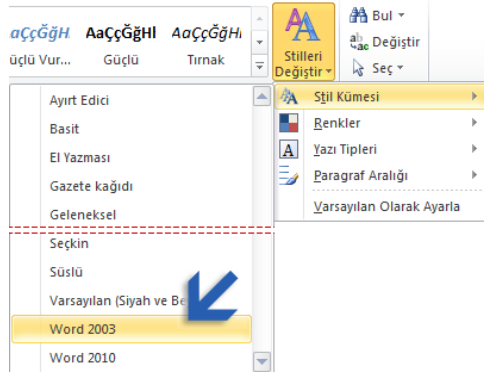 aÇçĞğH AaÇçĞğHl AaÇçĞğHı
üçlü Vur... Güçlü Tırnak
Stilleri
Değiştir
Bul
Değiştir
Seç
Stil Kümesi
Renkler
Yazı Tipleri
Paragraf Aralığı
Varsayılan Olarak Ayarla
Ayırt Edici
Basit
El Yazması
Gazete kağıdı
Geleneksel
Seçkin
Süslü
Varsayılan (Siyah ve Be
Word 2003
Word 2010